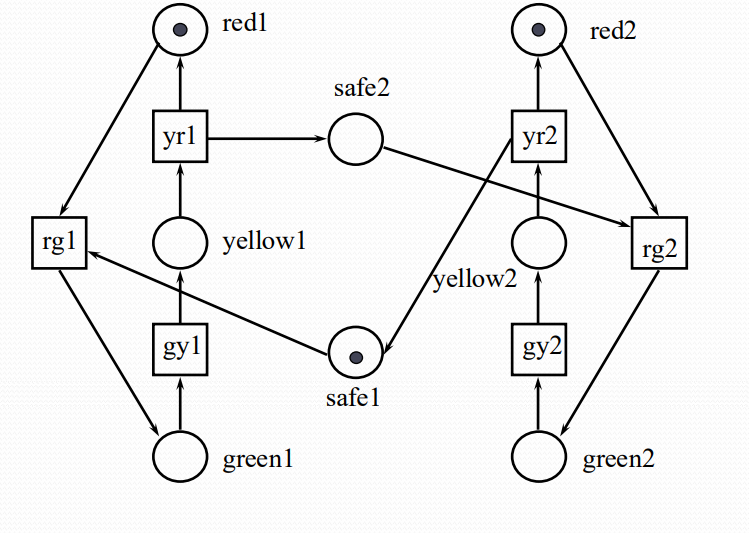 red1
red2
safe2
yr1
yr2
rg1
yellow1
rg2
yellow2
gy1
gy2
safe1
green1
green2